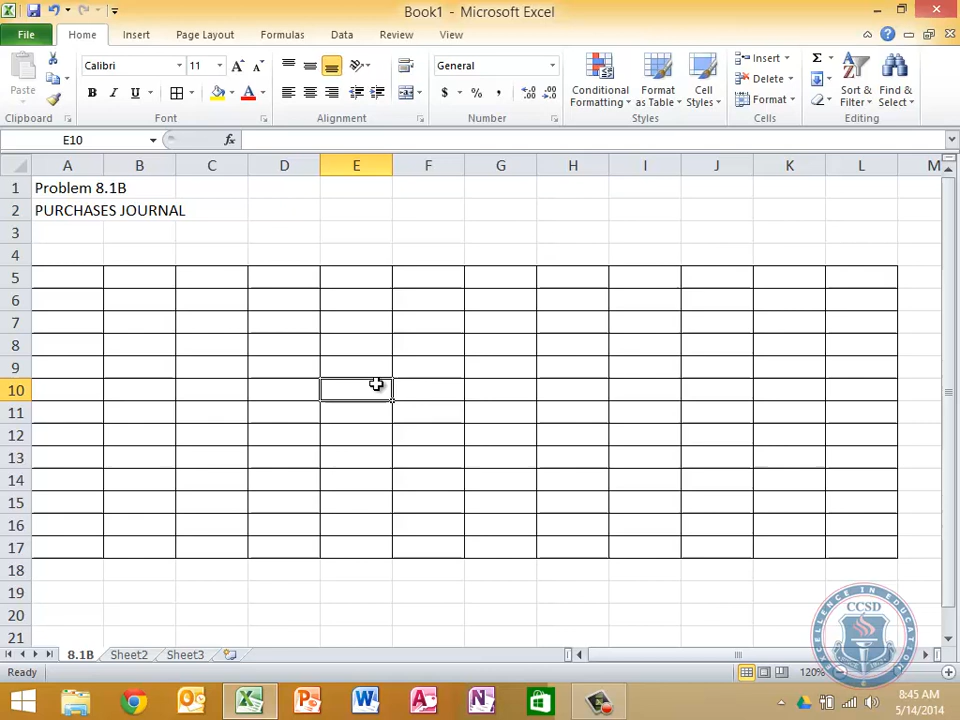 Book1 - Microsoft Excel
File Home Insert Page Layout Formulas Data Review View
Paste
Calibri 11
B I U
General
$ % ,
Conditional Formatting
Format as Table
Cell Styles
Insert
Delete
Format
Sort & Filter
Find & Select
Clipboard Font Alignment Number Styles Cells Editing
E10 fx
A B C D E F G H I J K L M
1 Problem 8.1B
2 PURCHASES JOURNAL
3
4
5
6
7
8
9
10
11
12
13
14
15
16
17
18
19
20
21
CCSD
8.1B Sheet2 Sheet3
Ready 120%
8:45 AM
5/14/2014